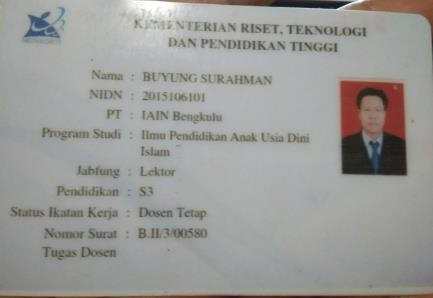 KEMENTERIAN RISET, TEKNOLOGI
DAN PENDIDIKAN TINGGI
Nama : BUYUNG SURAHMAN
NIDN : 2015106101
PT : IAIN Bengkulu
Program Studi : Ilmu Pendidikan Anak Usia Dini
Islam
Jabfung : Lektor
Pendidikan : S3
Status Ikatan Kerja : Dosen Tetap
Nomor Surat : B.II/3/00580
Tugas Dosen